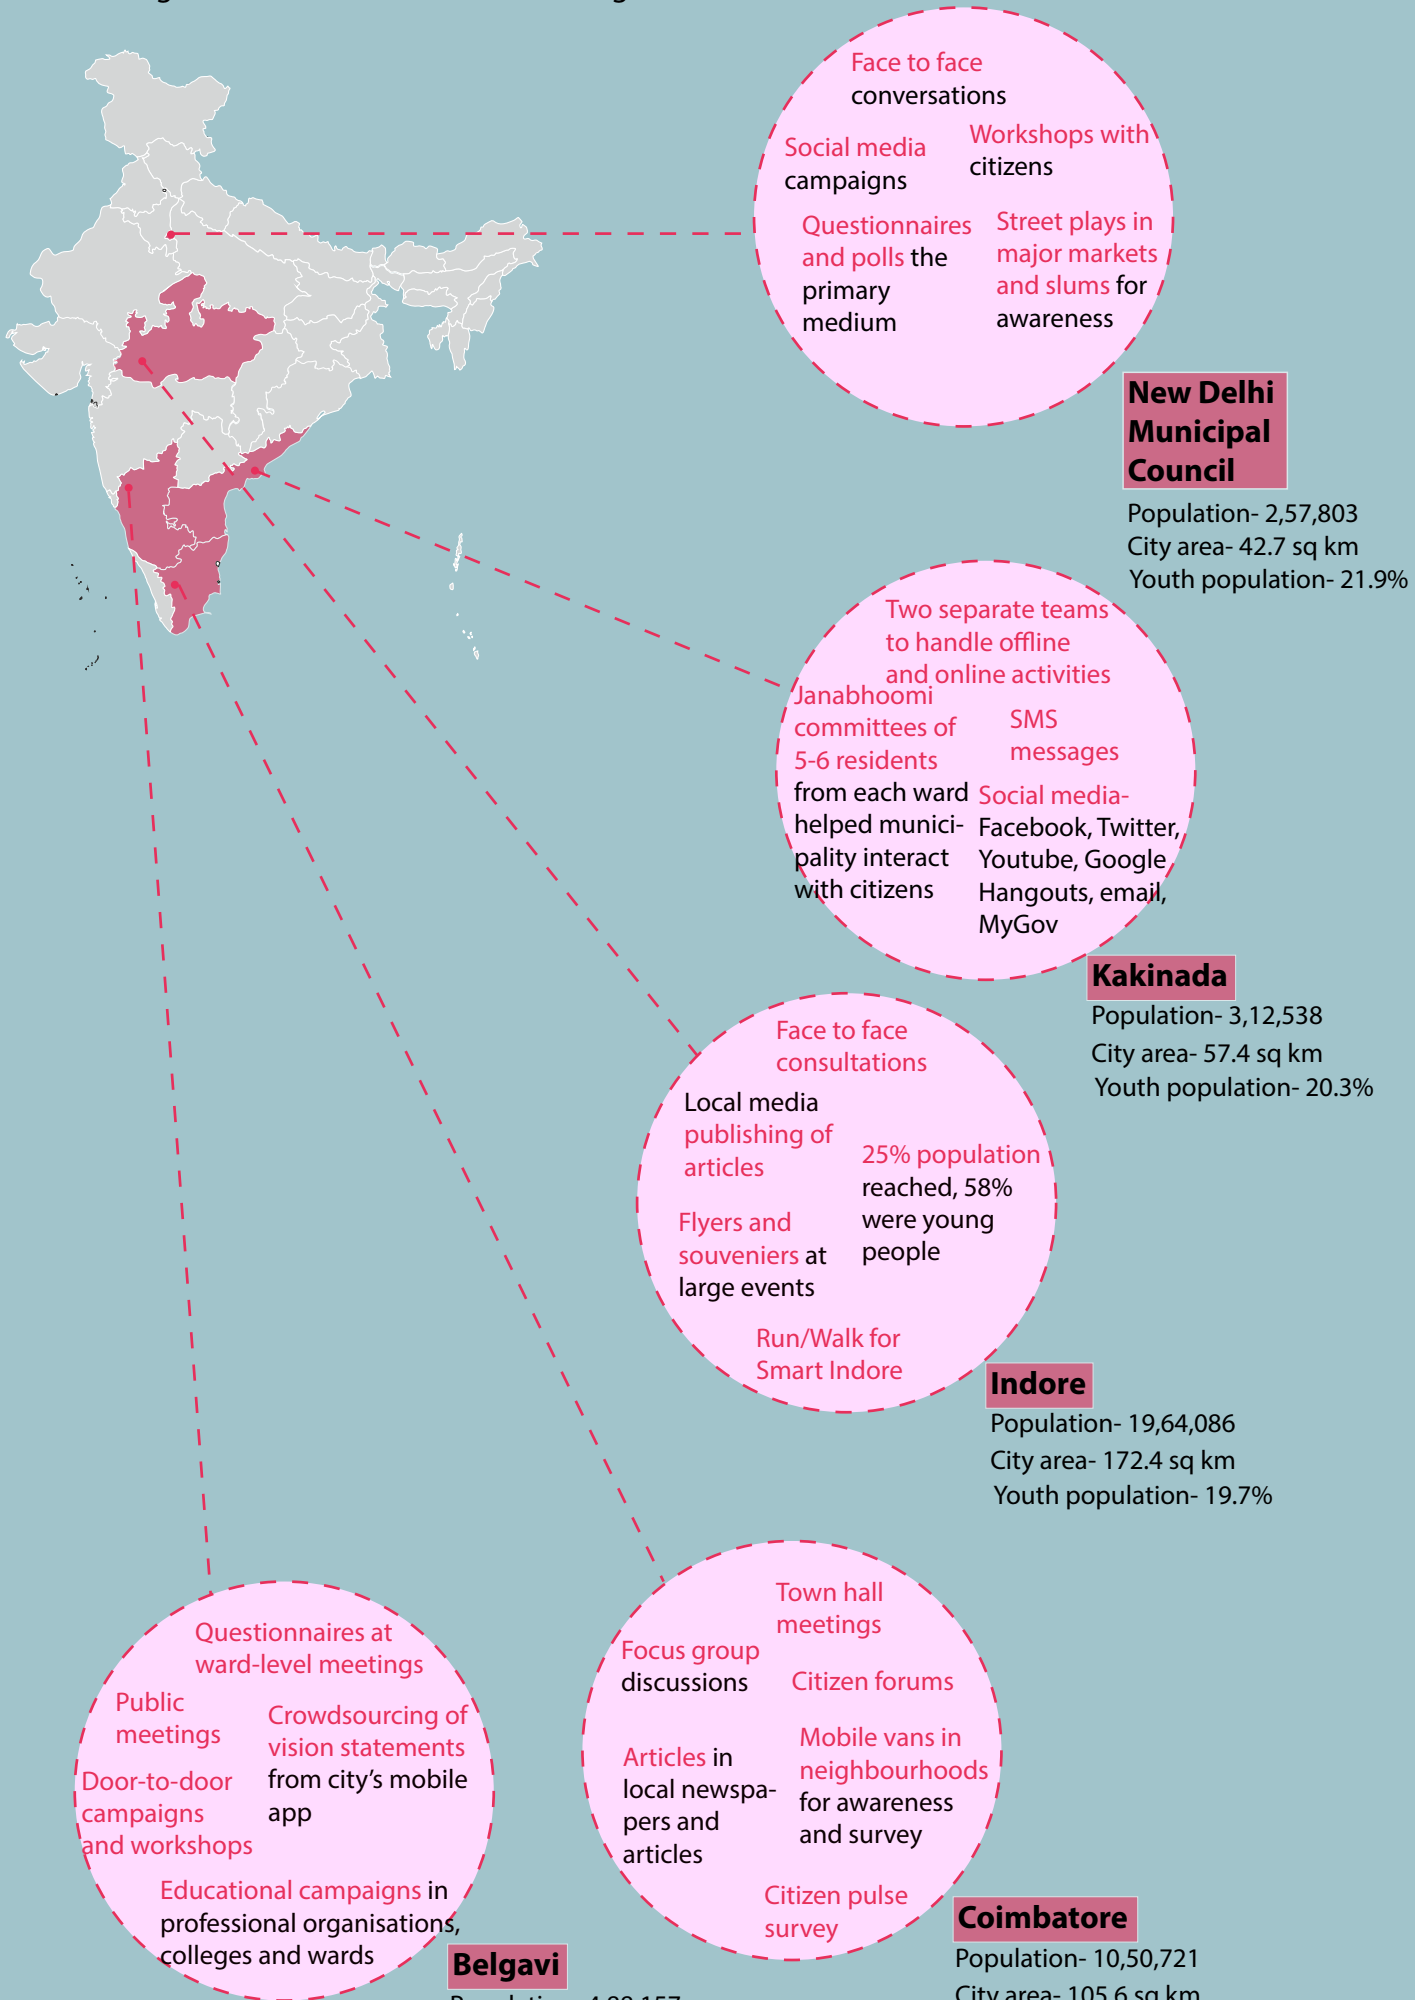 Face to face
conversations
Social media
campaigns
Workshops with
citizens
Questionnaires
and polls the
primary
medium
Street plays in
major markets
and slums for
awareness
New Delhi
Municipal
Council
Population- 2,57,803
City area- 42.7 sq km
Youth population- 21.9%
Two separate teams
to handle offline
and online activities
Janabhoomi
committees of
5-6 residents
from each ward
helped munici-
pality interact
with citizens
SMS
messages
Social media-
Facebook, Twitter,
Youtube, Google
Hangouts, email,
MyGov
Kakinada
Population- 3,12,538
City area- 57.4 sq km
Youth population- 20.3%
Face to face
consultations
Local media
publishing of
articles
25% population
reached, 58%
were young
people
Flyers and
souveniers at
large events
Run/Walk for
Smart Indore
Indore
Population- 19,64,086
City area- 172.4 sq km
Youth population- 19.7%
Town hall
meetings
Focus group
discussions
Citizen forums
Articles in
local newspa-
pers and
articles
Mobile vans in
neighbourhoods
for awareness
and survey
Citizen pulse
survey
Coimbatore
Population- 10,50,721
City area- 105.6 sq km
Questionnaires at
ward-level meetings
Public
meetings
Crowdsourcing of
vision statements
from city's mobile
app
Door-to-door
campaigns
and workshops
Educational campaigns in
professional organisations,
colleges and wards
Belgavi